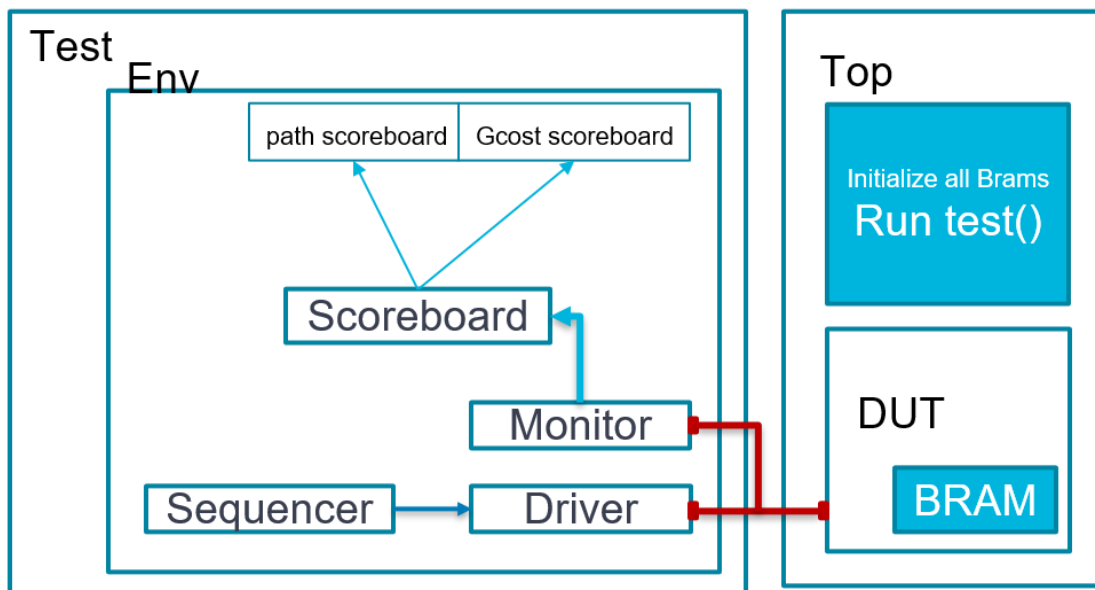 Test
Env
path scoreboard
Gcost scoreboard
Scoreboard
Monitor
Sequencer
Driver
Top
Initialize all Brams
Run test()
DUT
BRAM